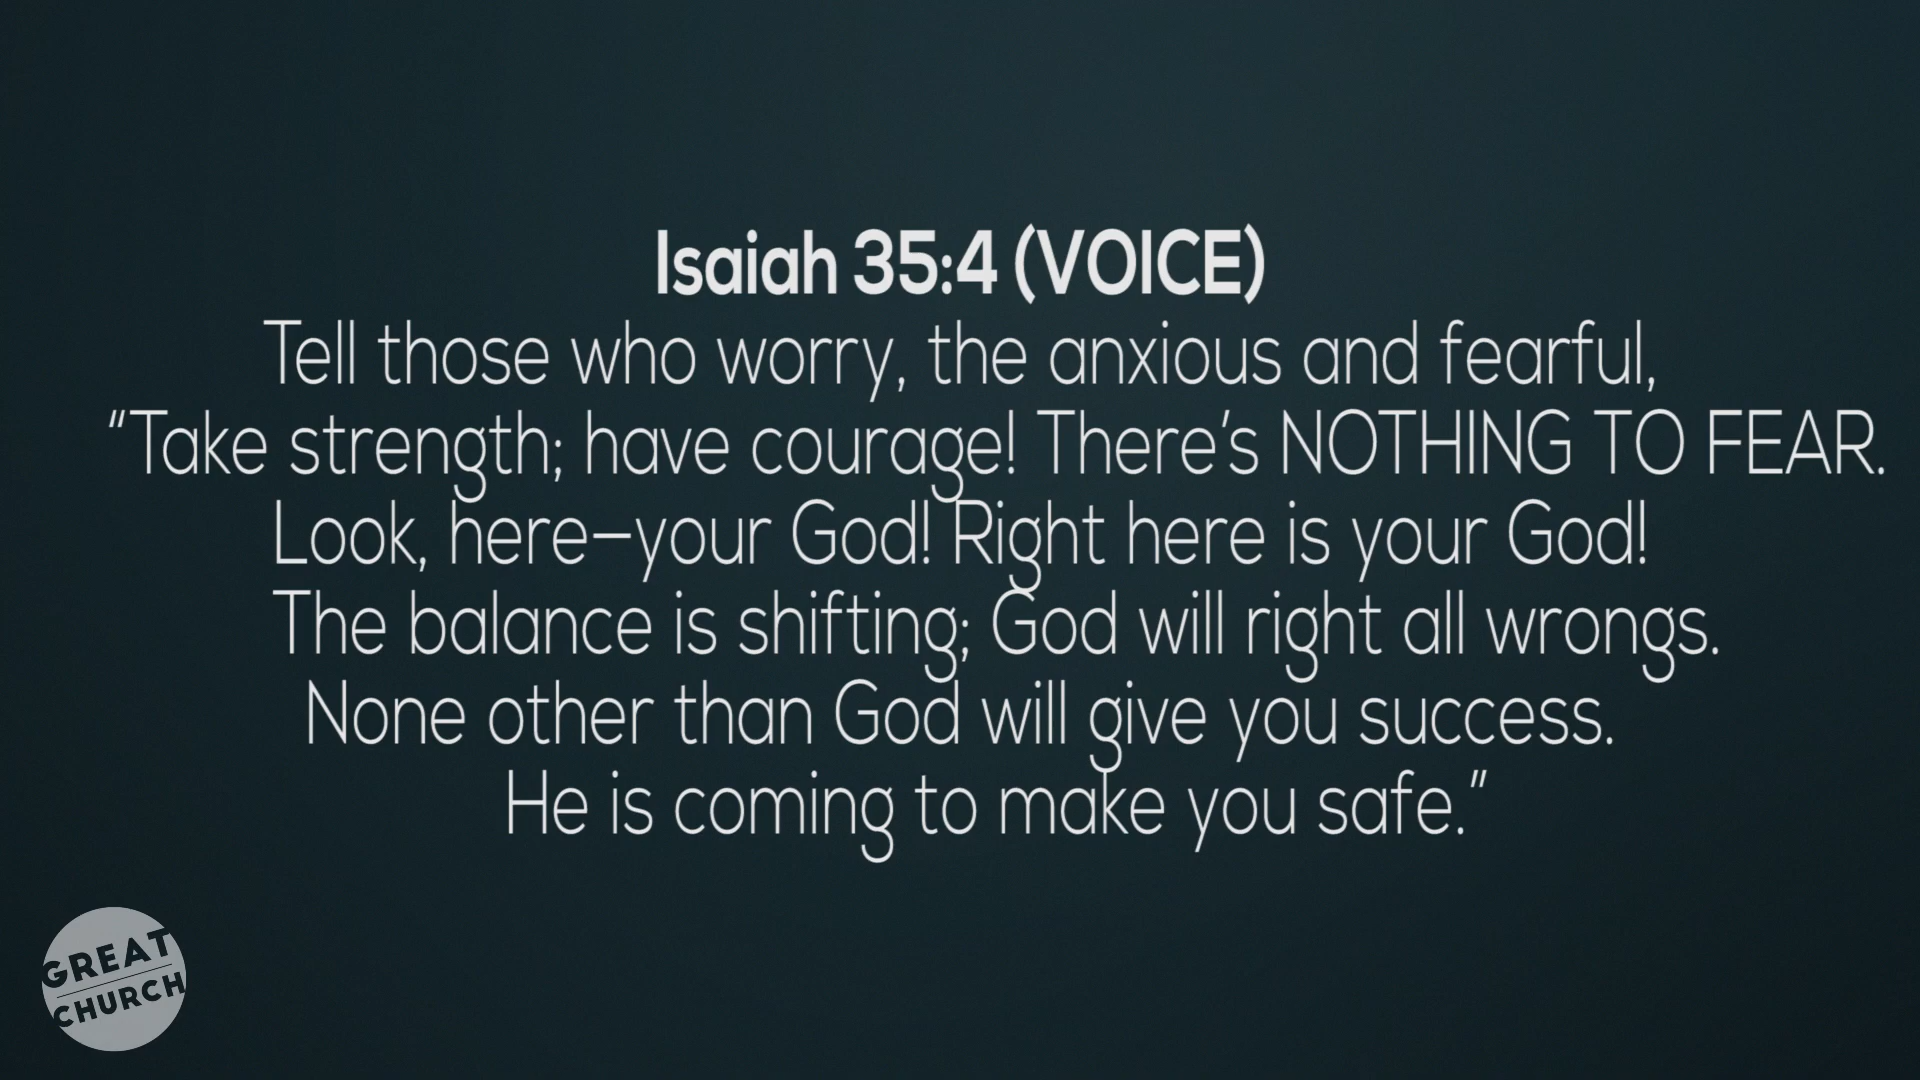 Isaiah 35:4 (VOICE)
Tell those who worry, the anxious and fearful,
“Take strength; have courage! There’s NOTHING TO FEAR.
Look, here—your God! Right here is your God!
The balance is shifting; God will right all wrongs.
None other than God will give you success.
He is coming to make you safe.”
GREAT
CHURCH